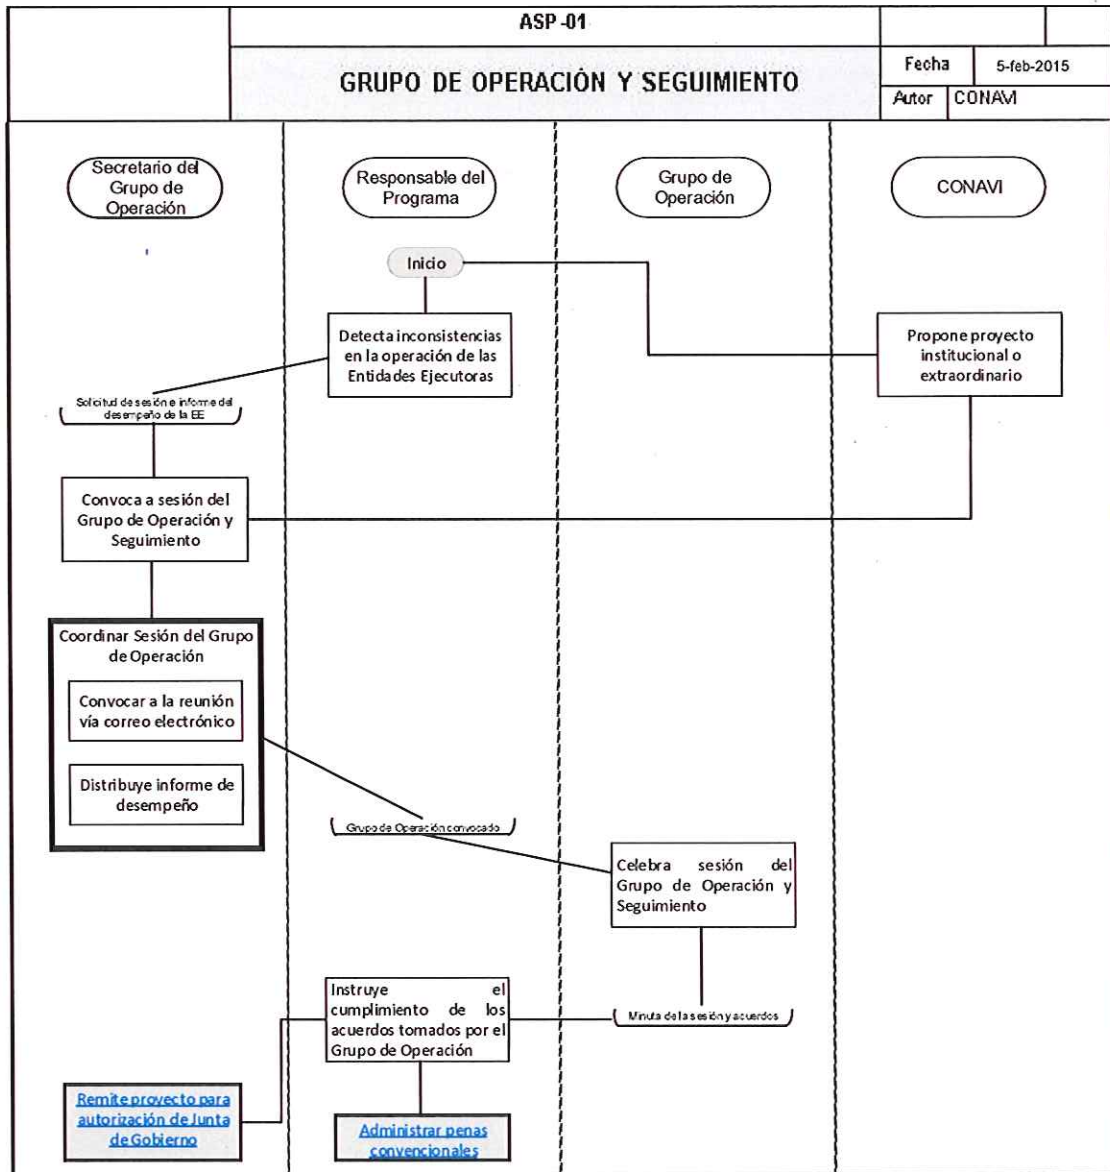 ASP-01
GRUPO DE OPERACIÓN Y SEGUIMIENTO
Fecha
5-feb-2015
Autor
CONAVI
Secretario del
Grupo de
Operación
Responsable del
Programa
Grupo de
Operación
CONAVI
Inicio
Detecta inconsistencias
en la operación de las
Entidades Ejecutoras
Propone proyecto
institucional o
extraordinario
Solicitud de sesión e informe del
desempeño de la EE
Convoca a sesión del
Grupo de Operación y
Seguimiento
Coordinar Sesión del Grupo
de Operación
Convocar a la reunión
vía correo electrónico
Distribuye informe de
desempeño
Grupo de Operación convocado
Celebra sesión del
Grupo de Operación y
Seguimiento
Instruye el
cumplimiento de los
acuerdos tomados por el
Grupo de Operación
Minuta de la sesión y acuerdos
Remite proyecto para
autorización de Junta
de Gobierno
Administrar penas
convencionales